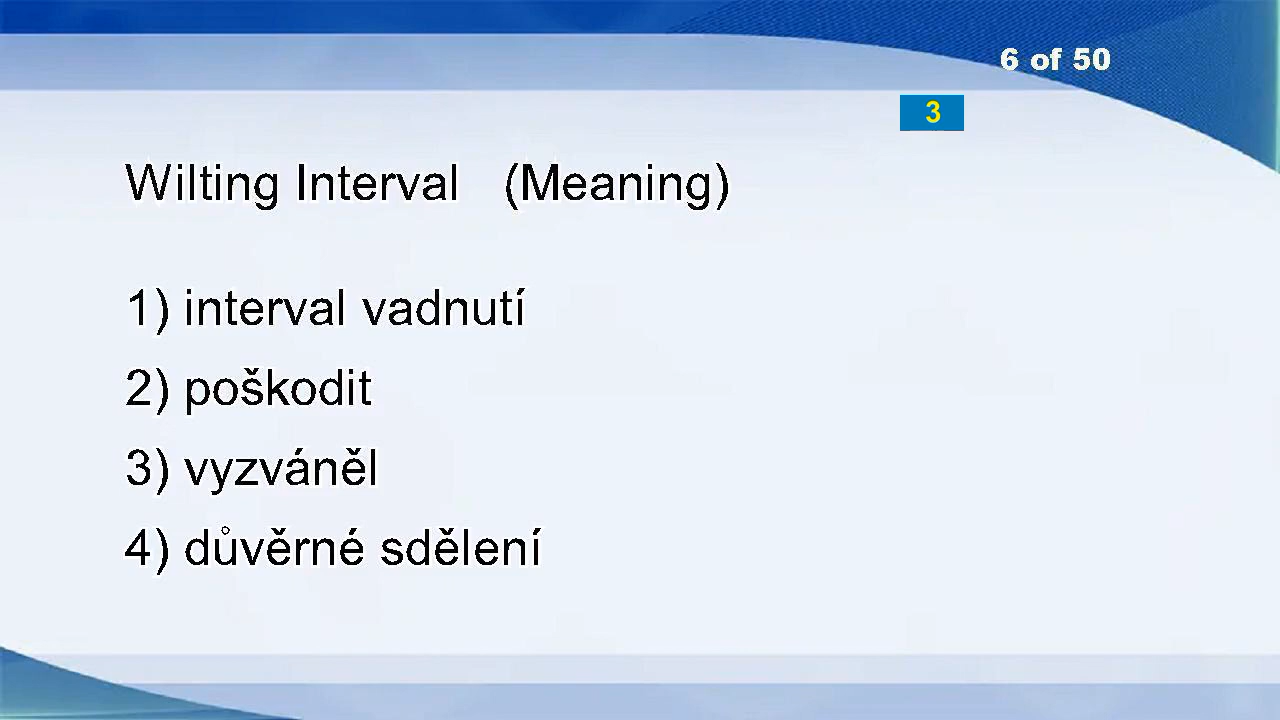 6 of 50
3
Wilting Interval (Meaning)
1) interval vadnutí
2) poškodit
3) vyzváněl
4) důvěrné sdělení